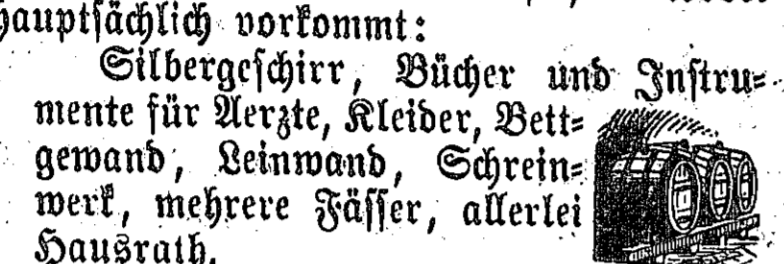 hauptsächlich vorkommt:
Silbergeschirr, Bücher und Instru=
mente für Aerzte, Kleider, Bett=
gewand, Leinwand, Schrein=
werk, mehrere Fässer, allerlei
Hausrath.